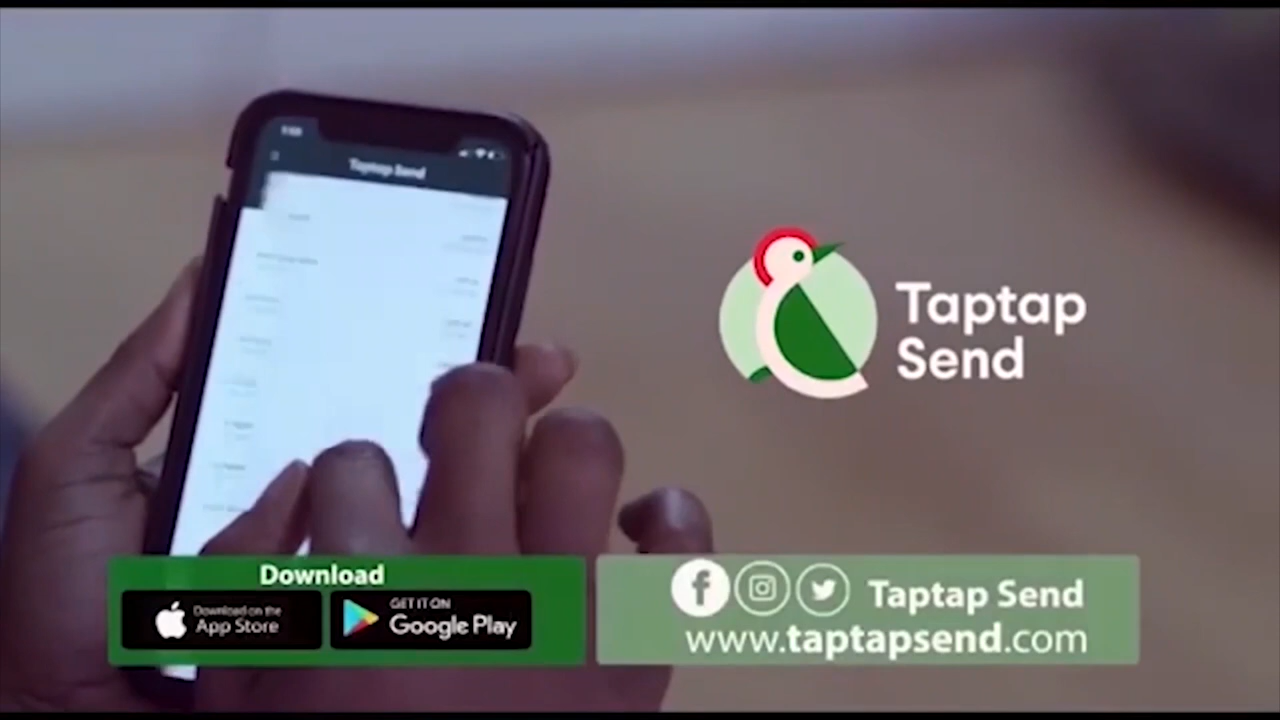 Taptap Send
Taptap
Send
Download
Download on the
App Store
GET IT ON
Google Play
Taptap Send
www.taptapsend.com